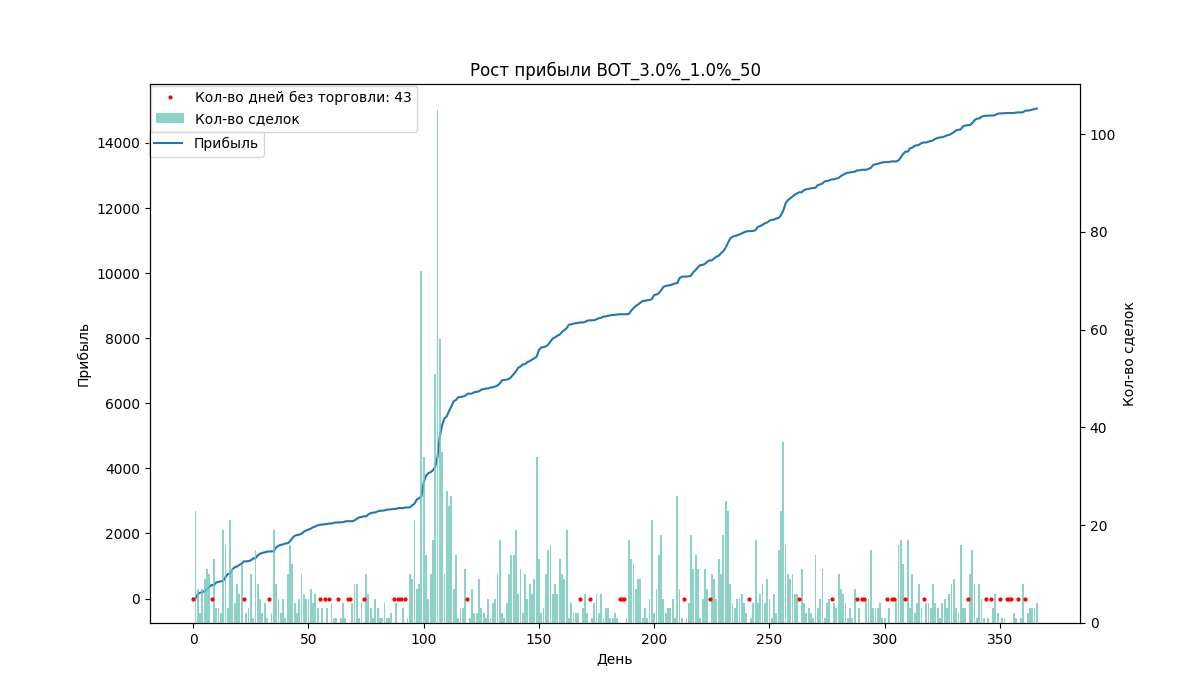 Рост прибыли BOT_3.0%_1.0%_50
Кол-во дней без торговли: 43
Кол-во сделок
Прибыль
14000
12000
10000
8000
6000
4000
2000
0
Прибыль
100
80
60
40
20
0
Кол-во сделок
0 50 100 150 200 250 300 350
День